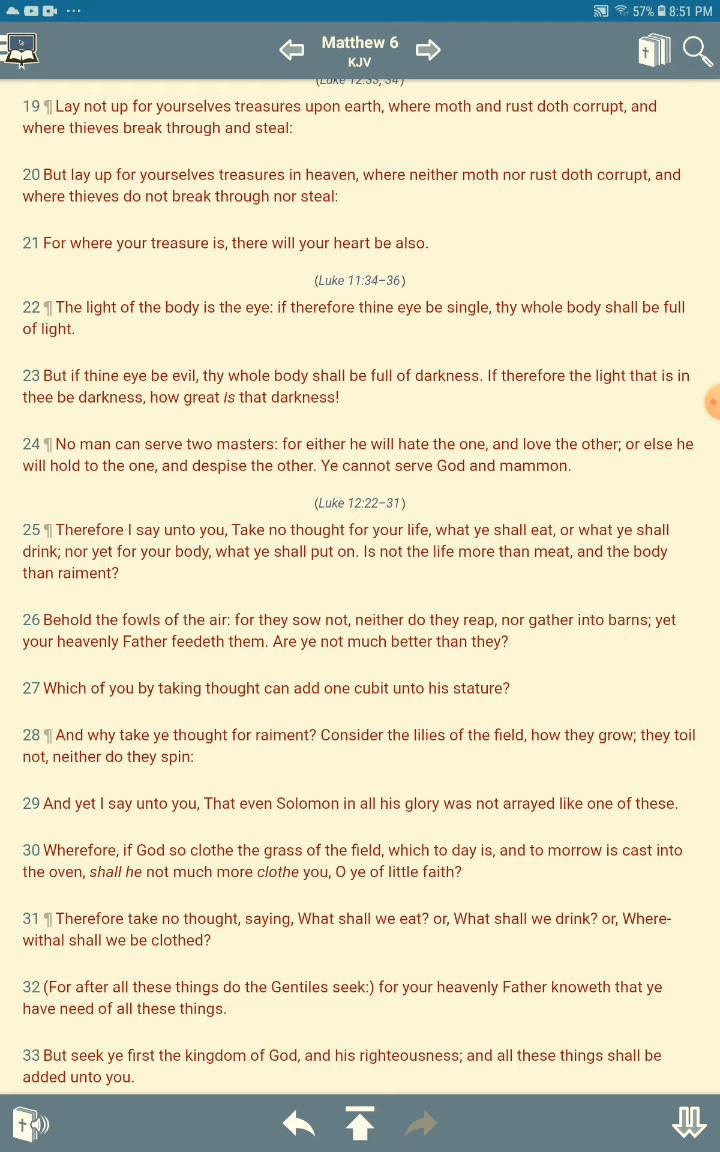 57% 8:51 PM
Matthew 6
KJV
(Luke 12:33, 34)
19 ¶ Lay not up for yourselves treasures upon earth, where moth and rust doth corrupt, and
where thieves break through and steal:
20 But lay up for yourselves treasures in heaven, where neither moth nor rust doth corrupt, and
where thieves do not break through nor steal:
21 For where your treasure is, there will your heart be also.
(Luke 11:34–36)
22 ¶ The light of the body is the eye: if therefore thine eye be single, thy whole body shall be full
of light.
23 But if thine eye be evil, thy whole body shall be full of darkness. If therefore the light that is in
thee be darkness, how great is that darkness!
24 ¶ No man can serve two masters: for either he will hate the one, and love the other; or else he
will hold to the one, and despise the other. Ye cannot serve God and mammon.
(Luke 12:22–31)
25 ¶ Therefore I say unto you, Take no thought for your life, what ye shall eat, or what ye shall
drink; nor yet for your body, what ye shall put on. Is not the life more than meat, and the body
than raiment?
26 Behold the fowls of the air: for they sow not, neither do they reap, nor gather into barns; yet
your heavenly Father feedeth them. Are ye not much better than they?
27 Which of you by taking thought can add one cubit unto his stature?
28 ¶ And why take ye thought for raiment? Consider the lilies of the field, how they grow; they toil
not, neither do they spin:
29 And yet I say unto you, That even Solomon in all his glory was not arrayed like one of these.
30 Wherefore, if God so clothe the grass of the field, which to day is, and to morrow is cast into
the oven, shall he not much more clothe you, O ye of little faith?
31 ¶ Therefore take no thought, saying, What shall we eat? or, What shall we drink? or, Where-
withal shall we be clothed?
32 (For after all these things do the Gentiles seek:) for your heavenly Father knoweth that ye
have need of all these things.
33 But seek ye first the kingdom of God, and his righteousness; and all these things shall be
added unto you.